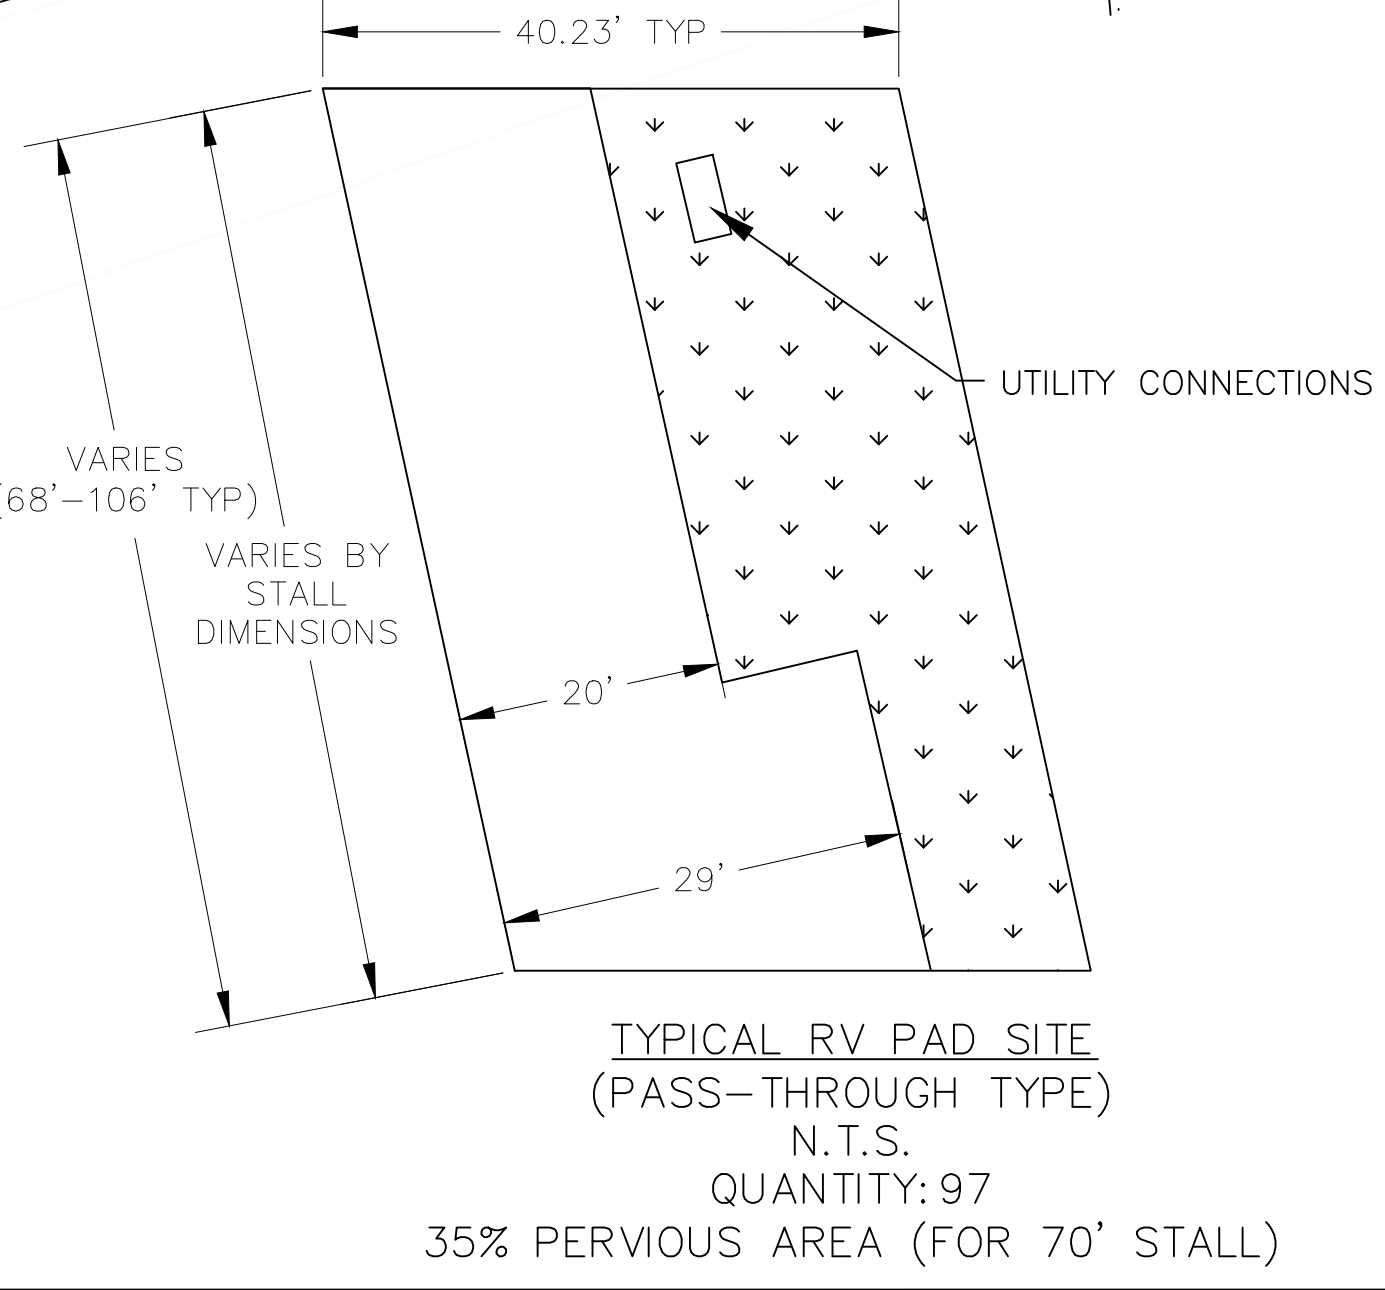 40.23' TYP
UTILITY CONNECTIONS
VARIES
(68'-106' TYP)
VARIES BY
STALL
DIMENSIONS
20'
29'
TYPICAL RV PAD SITE
(PASS-THROUGH TYPE)
N.T.S.
QUANTITY: 97
35% PERVIOUS AREA (FOR 70' STALL)